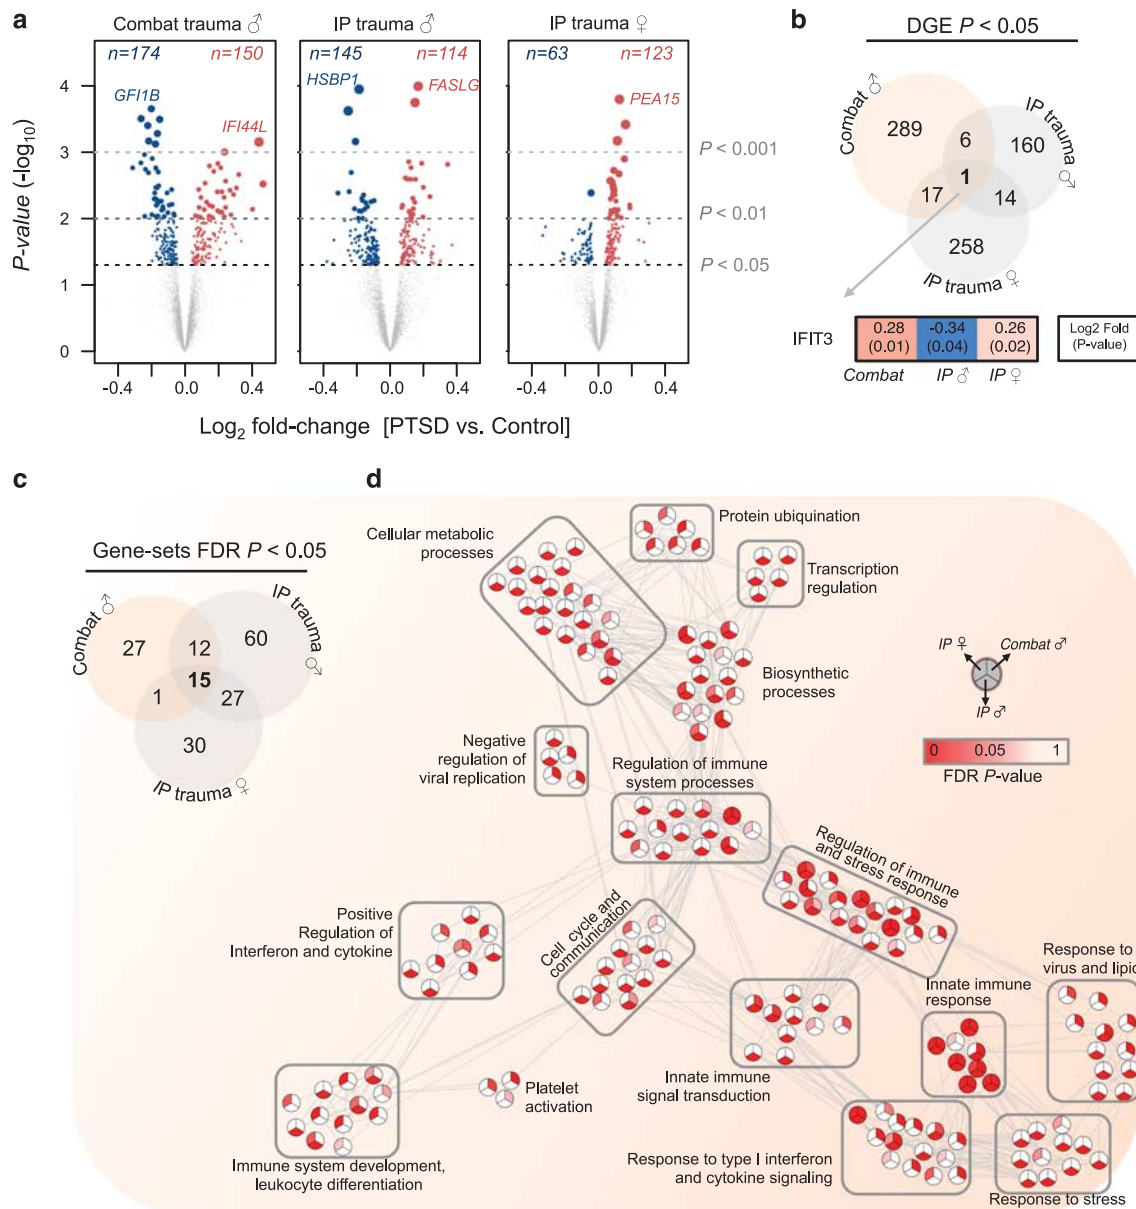 a
Combat trauma ♂
IP trauma ♂
IP trauma ♀
n=174
n=150
n=145
n=114
n=63
n=123
GFI1B
IFI44L
HSBP1
FASLG
PEA15
P-value (-log10)
4
3
2
1
0
P < 0.001
P < 0.01
P < 0.05
-0.4 0.0 0.4
-0.4 0.0 0.4
-0.4 0.0 0.4
Log2 fold-change [PTSD vs. Control]
b
DGE P < 0.05
Combat ♂
IP trauma ♂
IP trauma ♀
289
6
160
1
17
14
258
IFIT3
0.28
(0.01)
-0.34
(0.04)
0.26
(0.02)
Log2 Fold
(P-value)
Combat
IP ♂
IP ♀
c
Gene-sets FDR P < 0.05
Combat ♂
IP trauma ♂
IP trauma ♀
27
12
60
15
1
27
30
d
Cellular metabolic
processes
Protein ubiquination
Transcription
regulation
Biosynthetic
processes
IP ♀
Combat ♂
IP ♂
0 0.05 1
FDR P-value
Negative
regulation of
viral replication
Regulation of immune
system processes
Regulation of immune
and stress response
Positive
Regulation of
Interferon and cytokine
Cell cycle and
communication
Response to
virus and lipid
Innate immune
response
Innate immune
signal transduction
Platelet
activation
Immune system development,
leukocyte differentiation
Response to type I interferon
and cytokine signaling
Response to stress